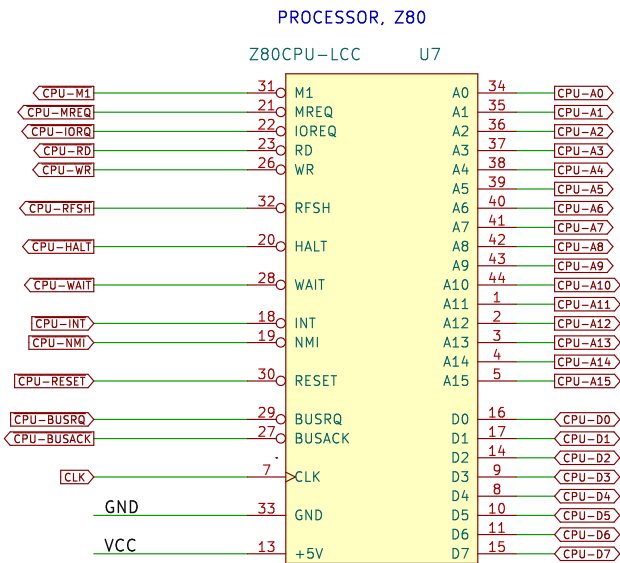 PROCESSOR, Z80
Z80CPU-LCC U7
CPU-M1 31 M1 A0 34 CPU-A0
CPU-MREQ 21 MREQ A1 35 CPU-A1
CPU-IORQ 22 IOREQ A2 36 CPU-A2
CPU-RD 23 RD A3 37 CPU-A3
CPU-WR 26 WR A4 38 CPU-A4
A5 39 CPU-A5
CPU-RFSH 32 RFSH A6 40 CPU-A6
A7 41 CPU-A7
CPU-HALT 20 HALT A8 42 CPU-A8
A9 43 CPU-A9
CPU-WAIT 28 WAIT A10 44 CPU-A10
A11 1 CPU-A11
CPU-INT 18 INT A12 2 CPU-A12
CPU-NMI 19 NMI A13 3 CPU-A13
A14 4 CPU-A14
CPU-RESET 30 RESET A15 5 CPU-A15
CPU-BUSRQ 29 BUSRQ D0 16 CPU-D0
CPU-BUSACK 27 BUSACK D1 17 CPU-D1
D2 14 CPU-D2
CLK 7 CLK D3 9 CPU-D3
D4 8 CPU-D4
GND 33 GND D5 10 CPU-D5
D6 11 CPU-D6
VCC 13 +5V D7 15 CPU-D7